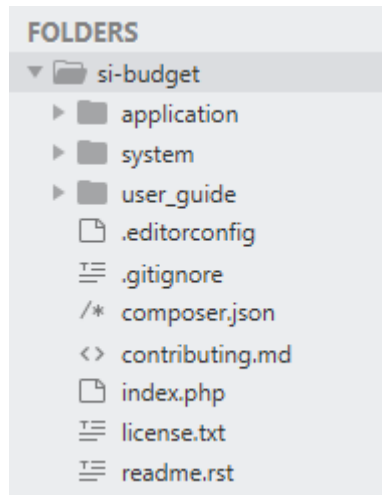 FOLDERS
si-budget
application
system
user_guide
.editorconfig
.gitignore
/* composer.json
<> contributing.md
index.php
license.txt
readme.rst